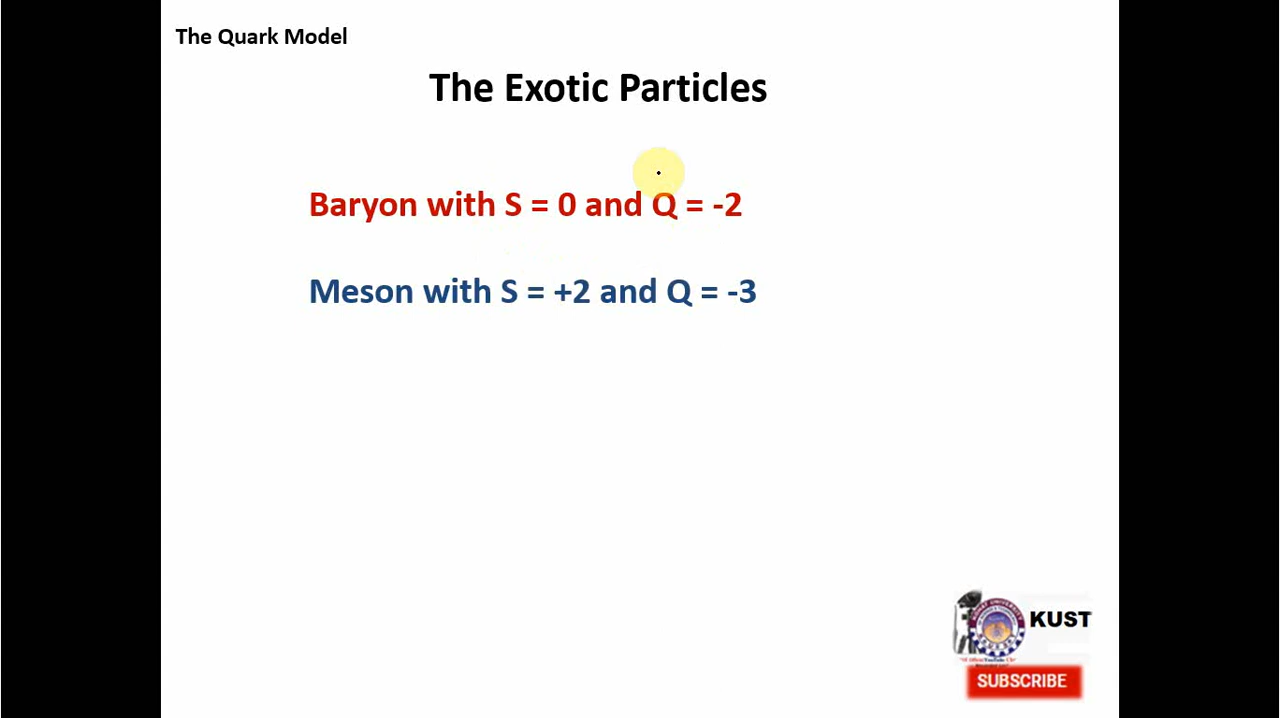 The Quark Model
The Exotic Particles
Baryon with S = 0 and Q = -2
Meson with S = +2 and Q = -3
KUST
SUBSCRIBE